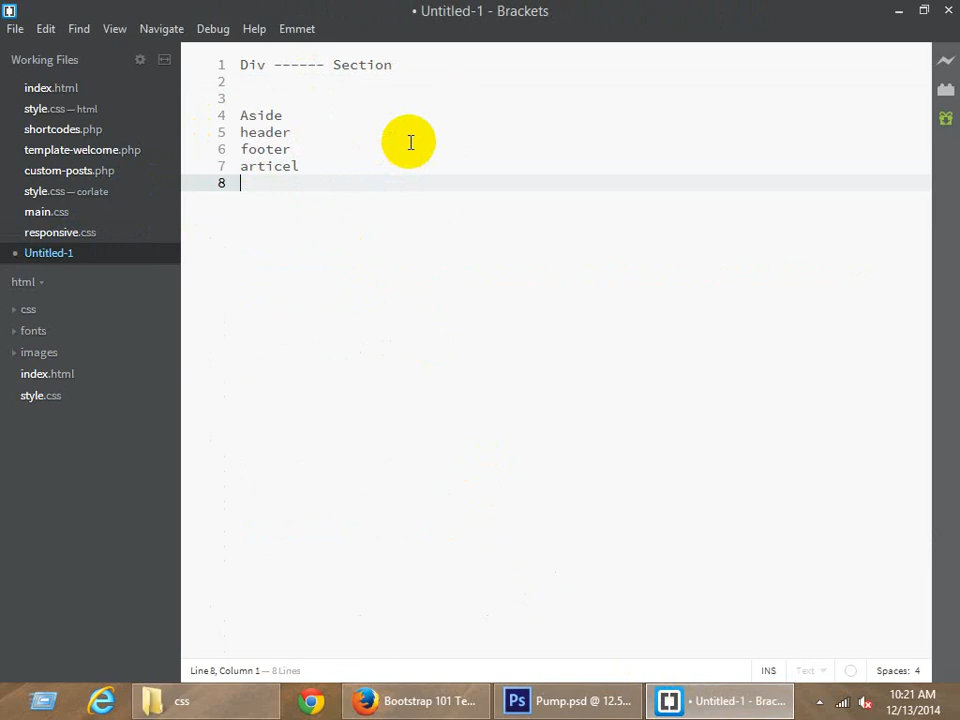 • Untitled-1 - Brackets
File Edit Find View Navigate Debug Help Emmet
Working Files
index.html
style.css — html
shortcodes.php
template-welcome.php
custom-posts.php
style.css — corlate
main.css
responsive.css
Untitled-1
html
css
fonts
images
index.html
style.css
1 Div ------ Section
2
3
4 Aside
5 header
6 footer
7 articel
8
Line 8, Column 1 — 8 Lines
INS
Text
Spaces: 4
css
Bootstrap 101 Te...
Ps
Pump.psd @ 12.5...
• Untitled-1 - Brac...
10:21 AM
12/13/2014